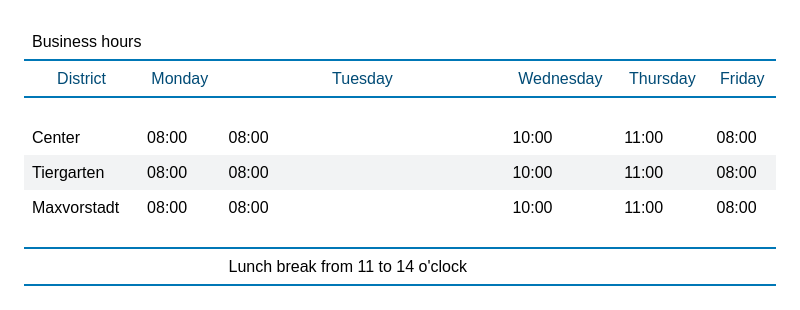 Business hours
District Monday Tuesday Wednesday Thursday Friday
Center 08:00 08:00 10:00 11:00 08:00
Tiergarten 08:00 08:00 10:00 11:00 08:00
Maxvorstadt 08:00 08:00 10:00 11:00 08:00
Lunch break from 11 to 14 o'clock